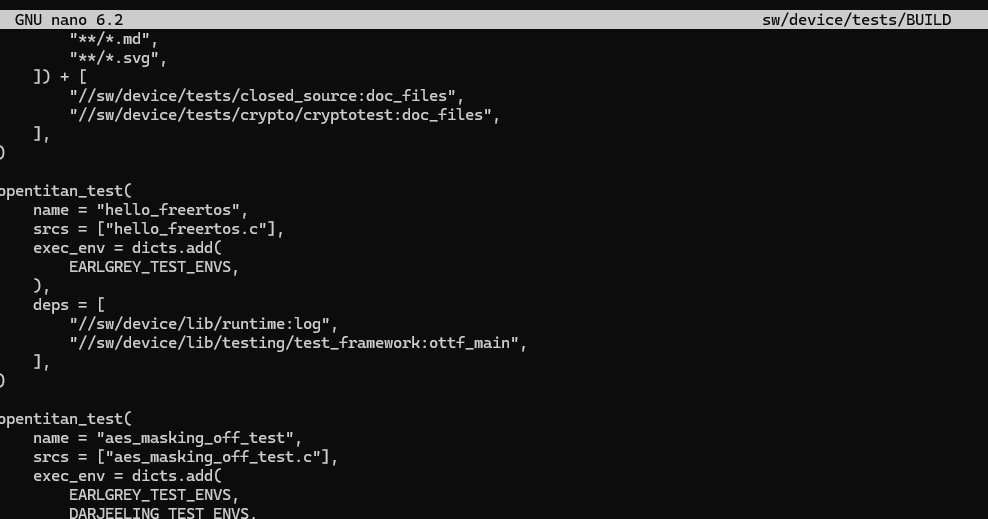 GNU nano 6.2 sw/device/tests/BUILD
        "**/*.md",
        "**/*.svg",
    ]) + [
        "//sw/device/tests/closed_source:doc_files",
        "//sw/device/tests/crypto/cryptotest:doc_files",
    ],
)
opentitan_test(
    name = "hello_freertos",
    srcs = ["hello_freertos.c"],
    exec_env = dicts.add(
        EARLGREY_TEST_ENVS,
    ),
    deps = [
        "//sw/device/lib/runtime:log",
        "//sw/device/lib/testing/test_framework:ottf_main",
    ],
)
opentitan_test(
    name = "aes_masking_off_test",
    srcs = ["aes_masking_off_test.c"],
    exec_env = dicts.add(
        EARLGREY_TEST_ENVS,
        DARJEELING_TEST_ENVS,